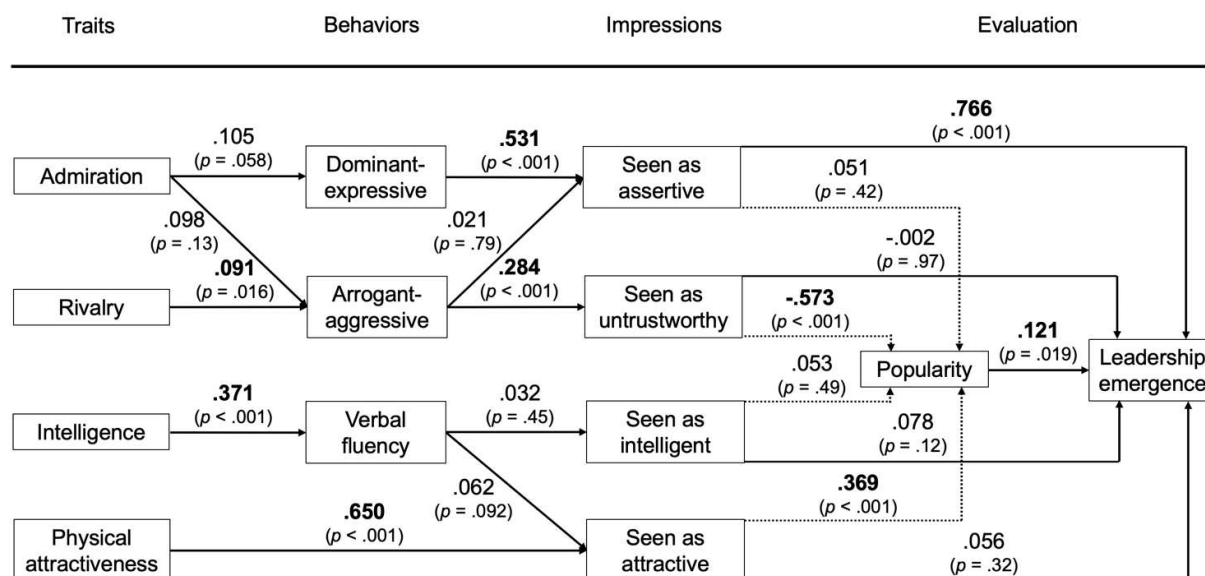 Traits Behaviors Impressions Evaluation
.766
(p < .001)
.105
(p = .058)
.531
(p < .001)
Admiration
Dominant-
expressive
Seen as
assertive
.051
(p = .42)
.098
(p = .13)
.021
(p = .79)
-.002
(p = .97)
.091
(p = .016)
.284
(p < .001)
Rivalry
Arrogant-
aggressive
Seen as
untrustworthy
-.573
(p < .001)
.121
(p = .019)
Popularity
Leadership
emergence
.053
(p = .49)
.371
(p < .001)
.032
(p = .45)
Intelligence
Verbal
fluency
Seen as
intelligent
.078
(p = .12)
.062
(p = .092)
.369
(p < .001)
.650
(p < .001)
Physical
attractiveness
Seen as
attractive
.056
(p = .32)